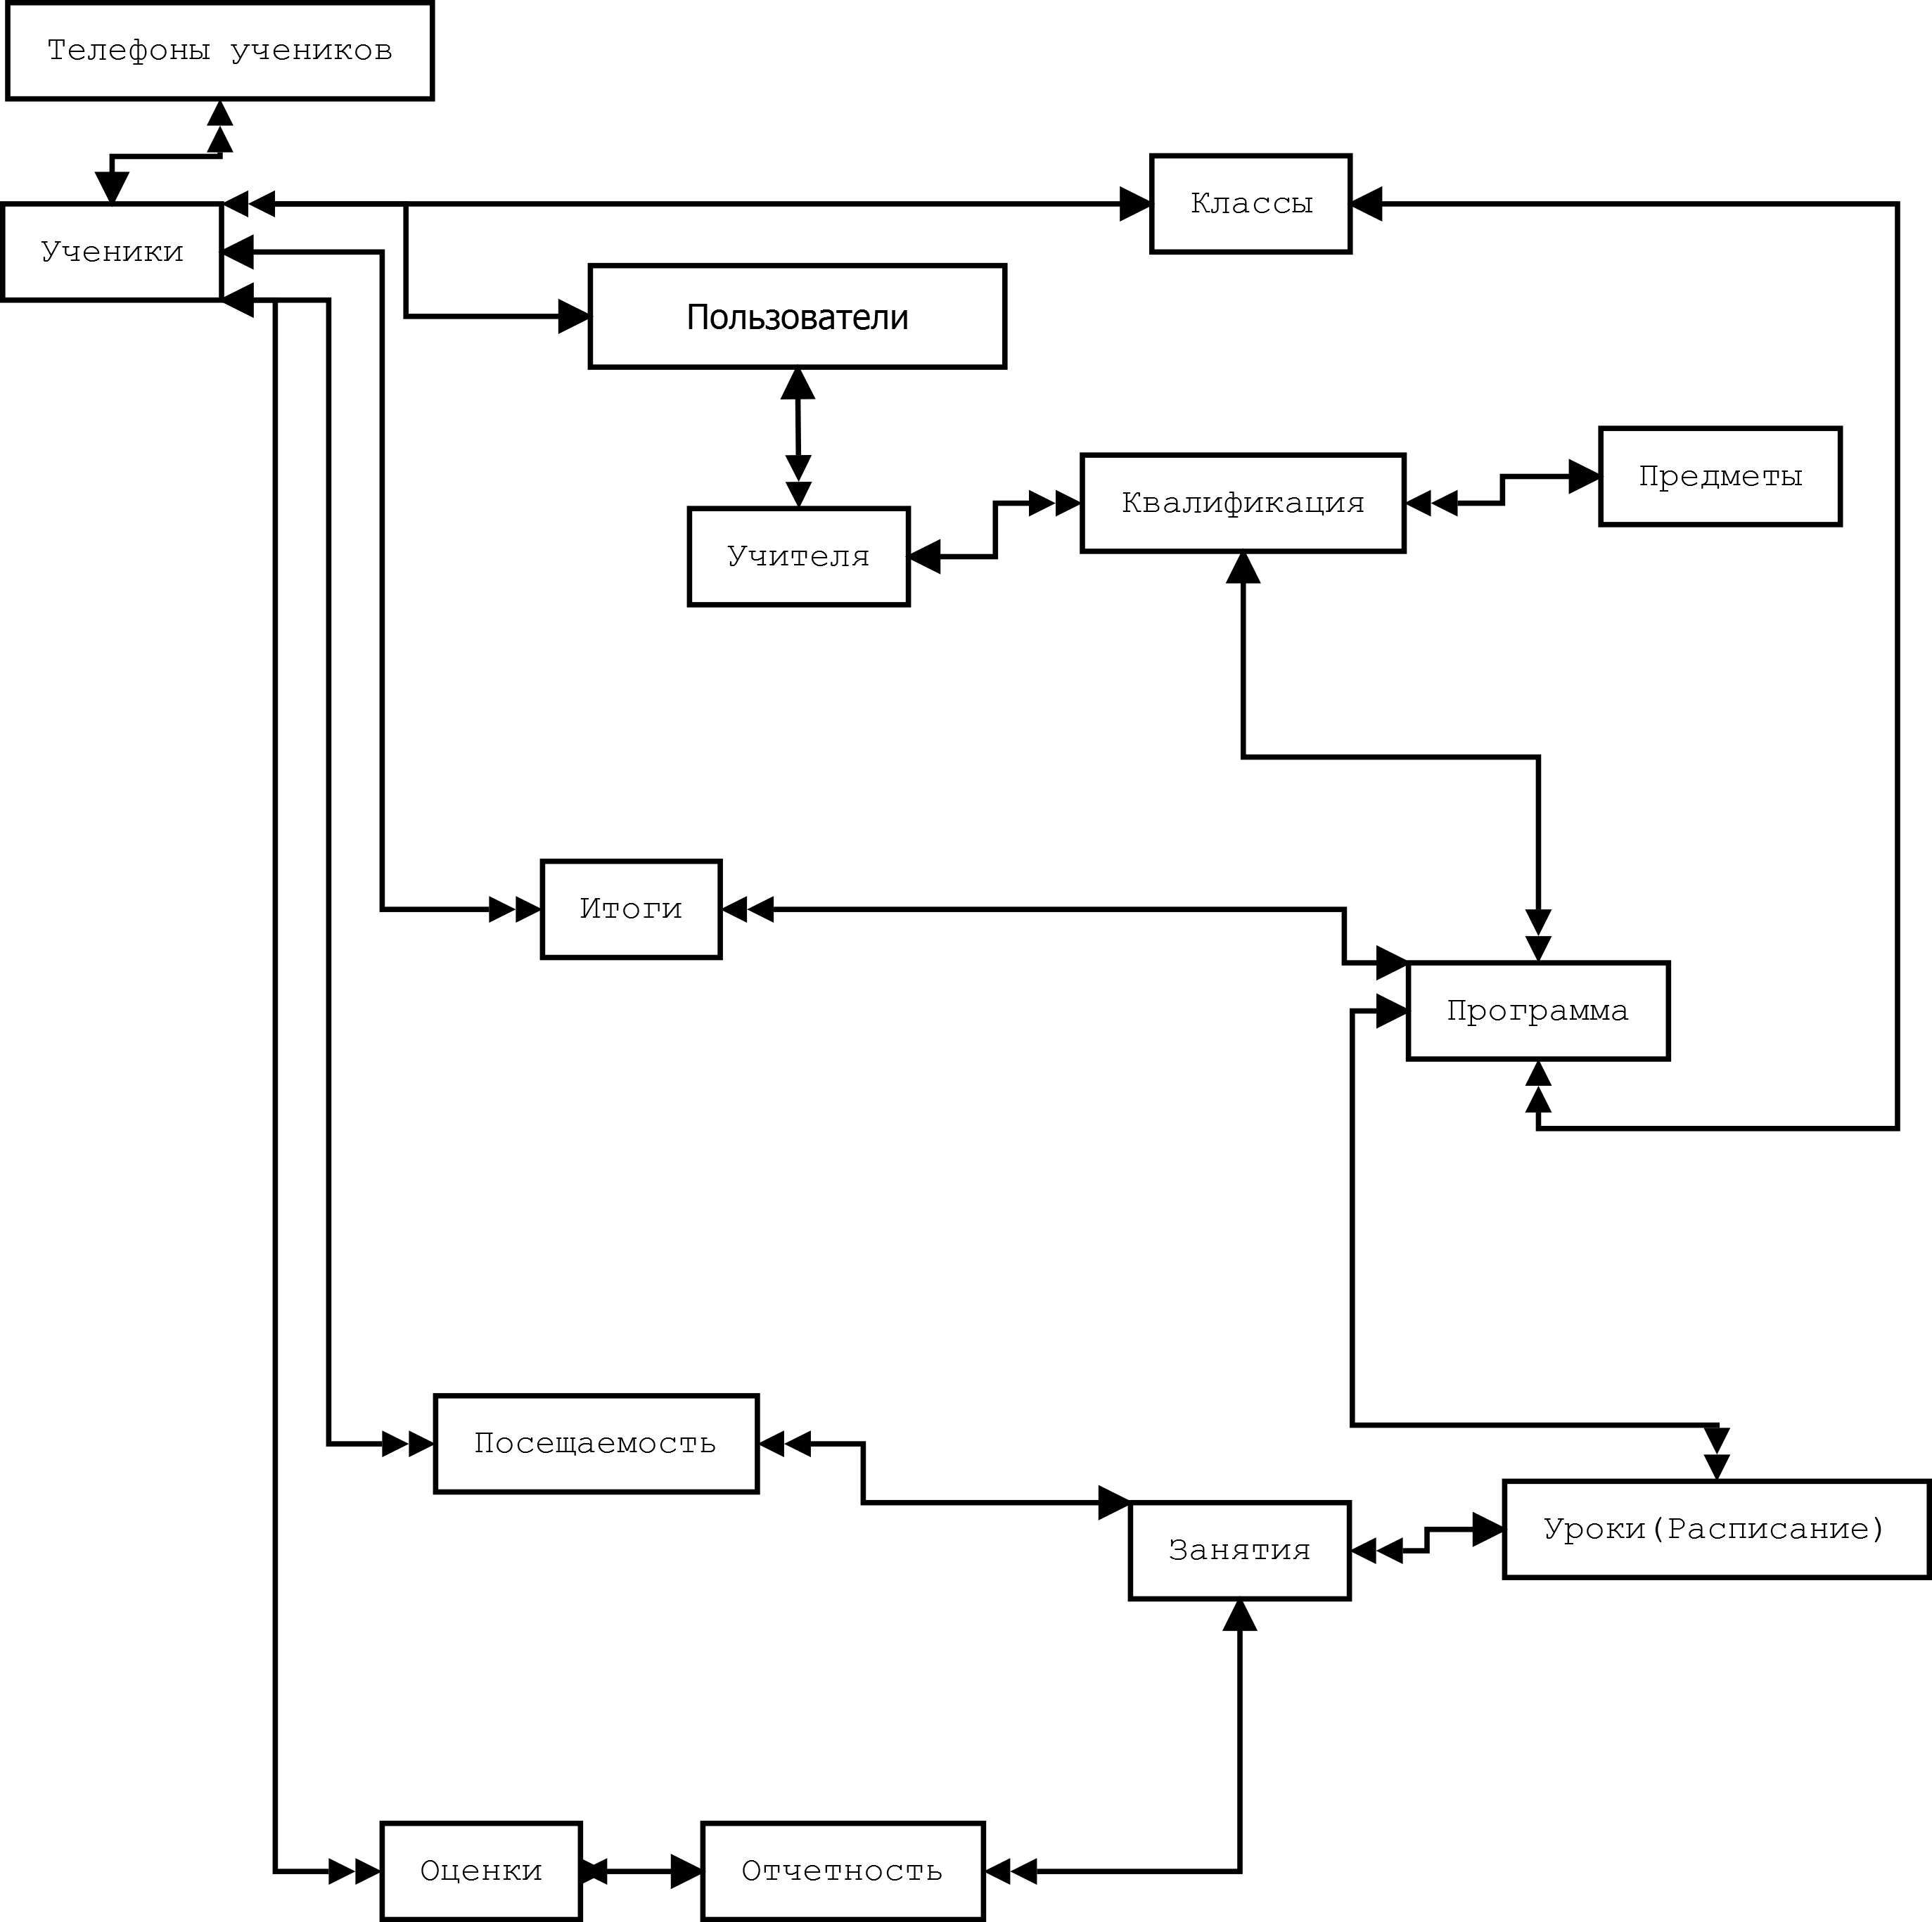 Телефоны учеников
Классы
Ученики
Пользователи
Предметы
Квалификация
Учителя
Итоги
Программа
Посещаемость
Уроки(Расписание)
Занятия
Оценки
Отчетность